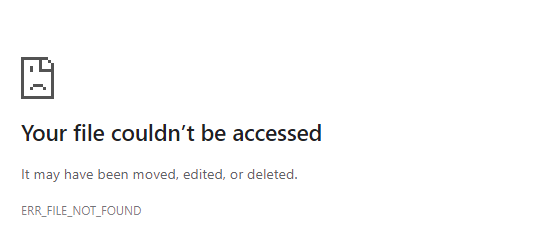 Your file couldn’t be accessed
It may have been moved, edited, or deleted.
ERR_FILE_NOT_FOUND